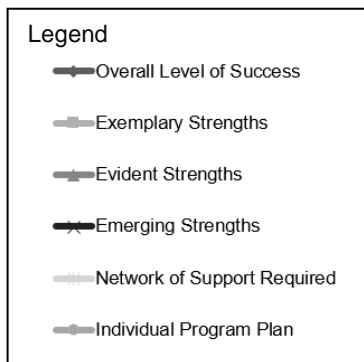 Legend
Overall Level of Success
Exemplary Strengths
Evident Strengths
Emerging Strengths
Network of Support Required
Individual Program Plan